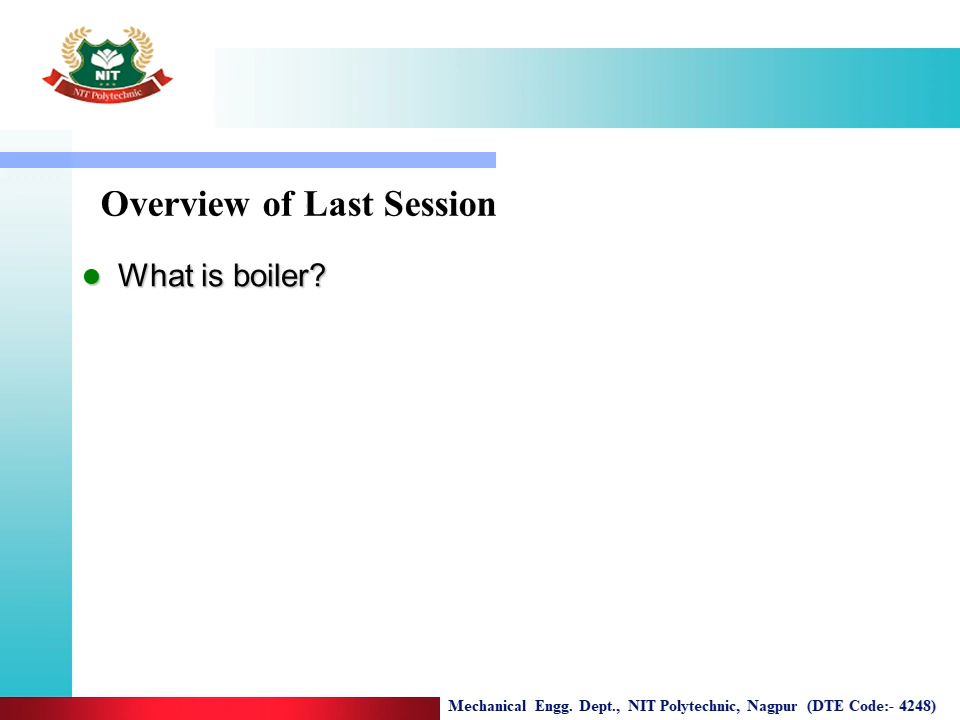 NIT
NIT Polytechnic
Overview of Last Session
What is boiler?
Mechanical Engg. Dept., NIT Polytechnic, Nagpur (DTE Code:- 4248)